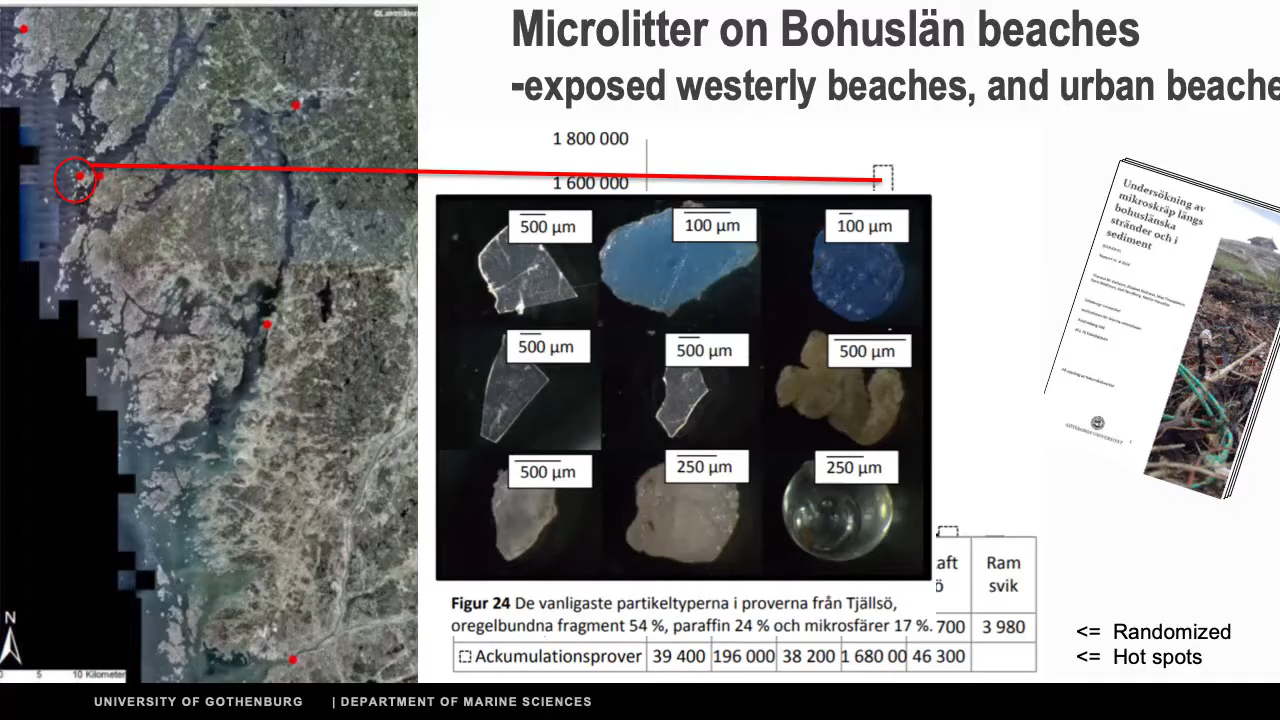 Microlitter on Bohuslän beaches
-exposed westerly beaches, and urban beache
1 800 000
1 600 000
500 µm
100 µm
100 µm
500 µm
500 µm
500 µm
500 µm
250 µm
250 µm
Undersökning av
mikroskräp längs
bohuslänska
stränder och i
sediment
GÖTEBORGS UNIVERSITET
Ram
svik
Figur 24 De vanligaste partikeltyperna i proverna från Tjällsö,
oregelbundna fragment 54 %, paraffin 24 % och mikrosfärer 17 %.
700 3 980
Ackumulationsprover 39 400 196 000 38 200 1 680 00 46 300
<= Randomized
<= Hot spots
N
0 5 10 Kilometer
UNIVERSITY OF GOTHENBURG | DEPARTMENT OF MARINE SCIENCES